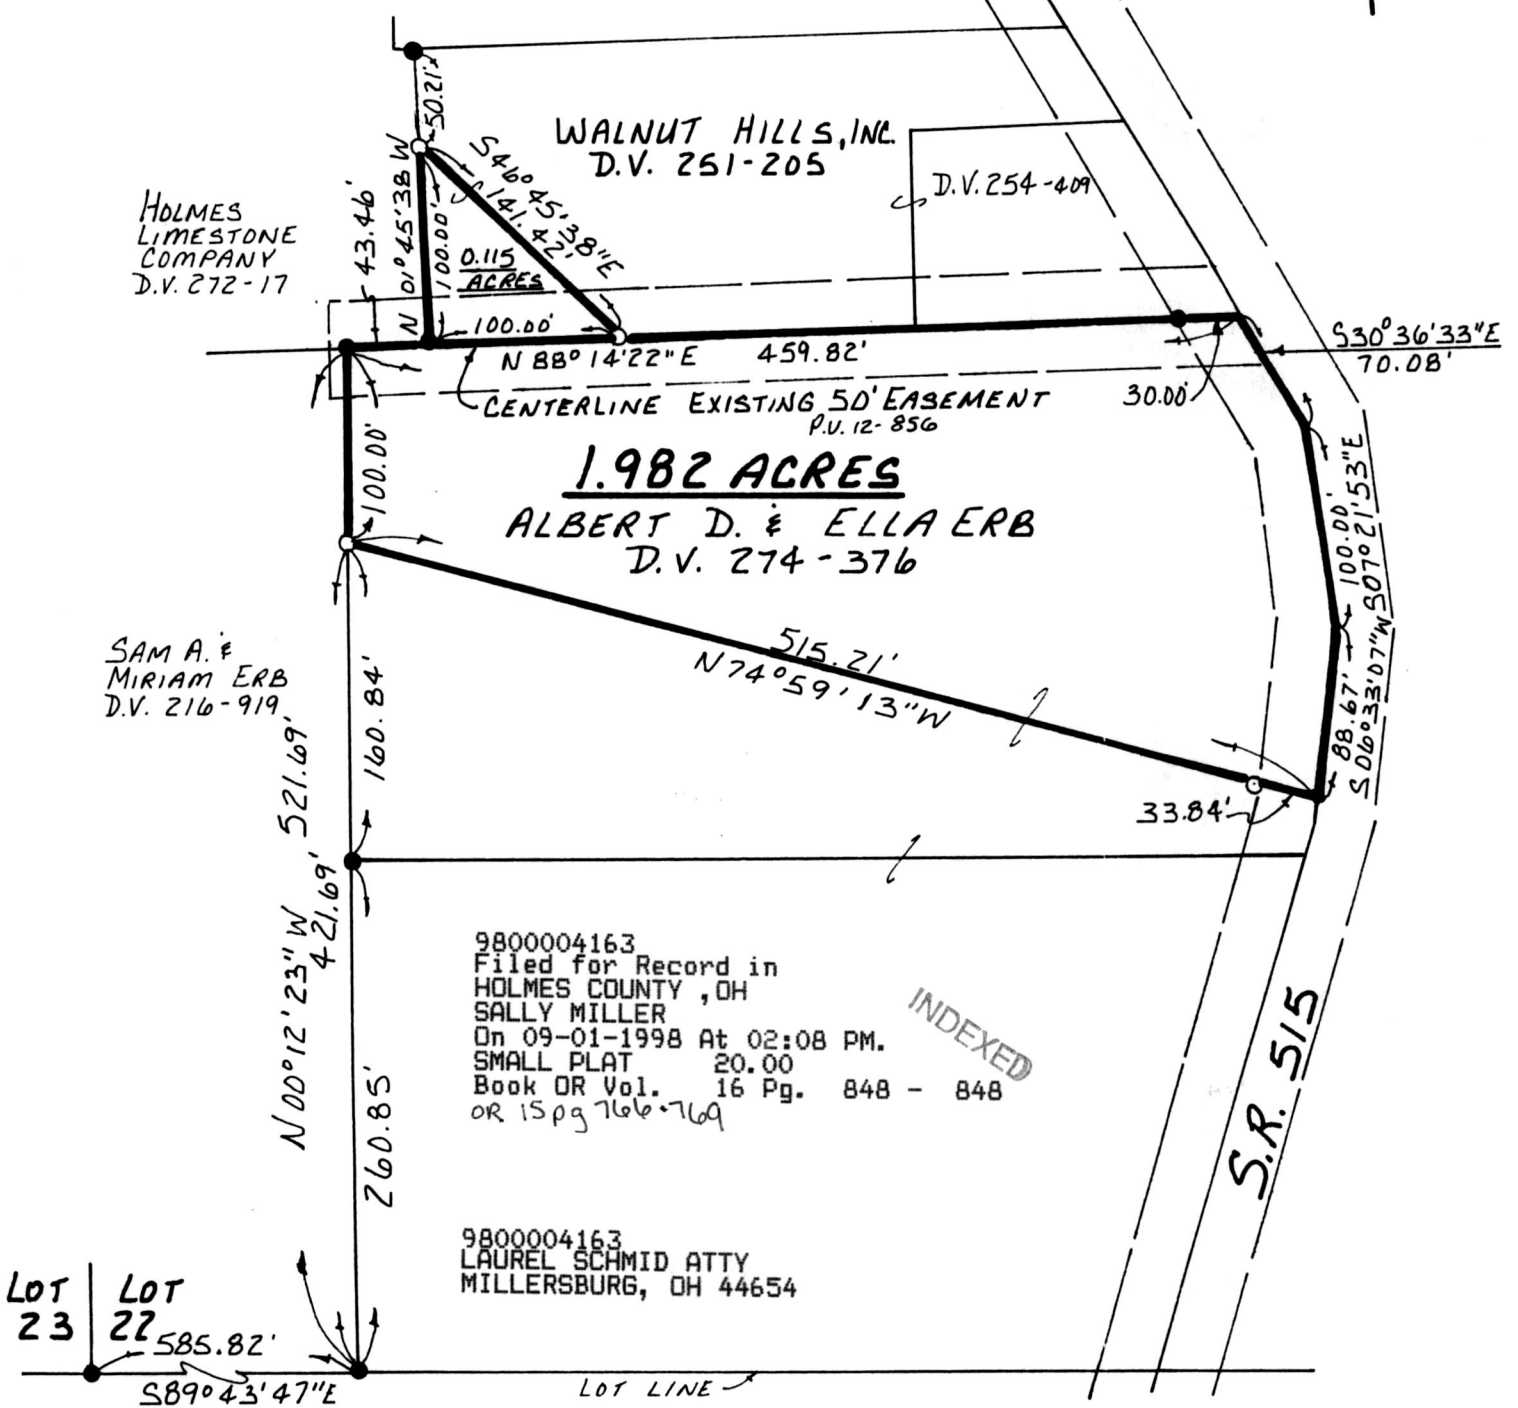 50.21'
WALNUT HILLS, INC.
D.V. 251-205
S46°45'38"E
141.42'
D.V. 254-409
HOLMES
LIMESTONE
COMPANY
D.V. 272-17
43.46'
N 01°45'38 W
100.00'
0.115
ACRES
100.00'
N 88°14'22"E
459.82'
S30°36'33"E
70.08'
30.00'
CENTERLINE EXISTING 50' EASEMENT
P.V. 12-856
100.00'
1.982 ACRES
ALBERT D. & ELLA ERB
D.V. 274-376
100.00'
S07°21'53"E
SAM A. &
MIRIAM ERB
D.V. 216-919
515.21'
N74°59'13"W
160.84'
88.67'
S06°33'07"W
33.84'
521.69'
421.69'
N00°12'23"W
9800004163
Filed for Record in
HOLMES COUNTY ,OH
SALLY MILLER
On 09-01-1998 At 02:08 PM.
SMALL PLAT 20.00
Book OR Vol. 16 Pg. 848 - 848
OR 15 pg 766-769
INDEXED
260.85'
S.R. 515
9800004163
LAUREL SCHMID ATTY
MILLERSBURG, OH 44654
LOT
23
LOT
22
585.82'
S89°43'47"E
LOT LINE